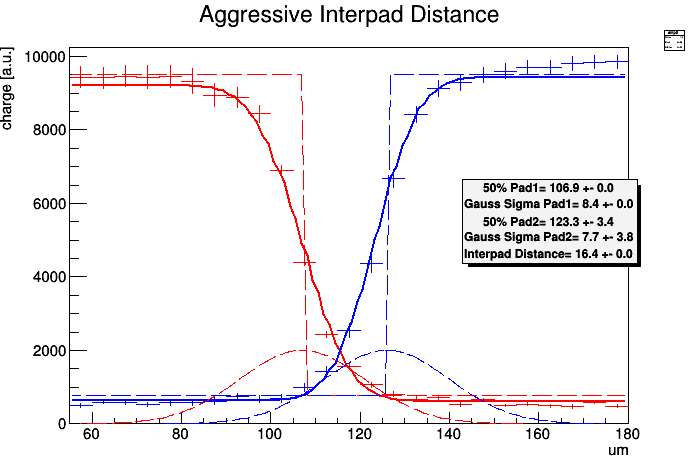 Aggressive Interpad Distance
charge [a.u.]
10000
8000
6000
4000
2000
0
50% Pad1= 106.9 +- 0.0
Gauss Sigma Pad1= 8.4 +- 0.0
50% Pad2= 123.3 +- 3.4
Gauss Sigma Pad2= 7.7 +- 3.8
Interpad Distance= 16.4 +- 0.0
60 80 100 120 140 160 180
um